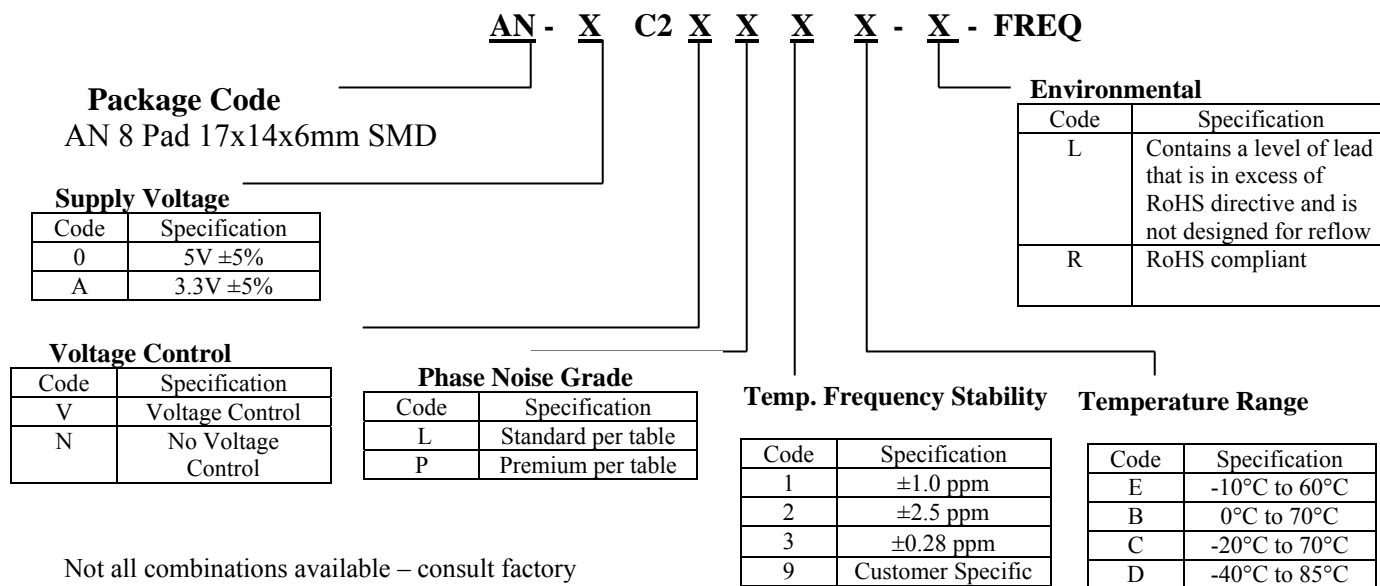 AN - X C2 X X X X - X - FREQ
Package Code
AN 8 Pad 17x14x6mm SMD
Environmental
Code Specification
L Contains a level of lead
that is in excess of
RoHS directive and is
not designed for reflow
R RoHS compliant
Supply Voltage
Code Specification
0 5V ±5%
A 3.3V ±5%
Voltage Control
Code Specification
V Voltage Control
N No Voltage
Control
Phase Noise Grade
Code Specification
L Standard per table
P Premium per table
Temp. Frequency Stability
Code Specification
1 ±1.0 ppm
2 ±2.5 ppm
3 ±0.28 ppm
9 Customer Specific
Temperature Range
Code Specification
E -10°C to 60°C
B 0°C to 70°C
C -20°C to 70°C
D -40°C to 85°C
Not all combinations available – consult factory